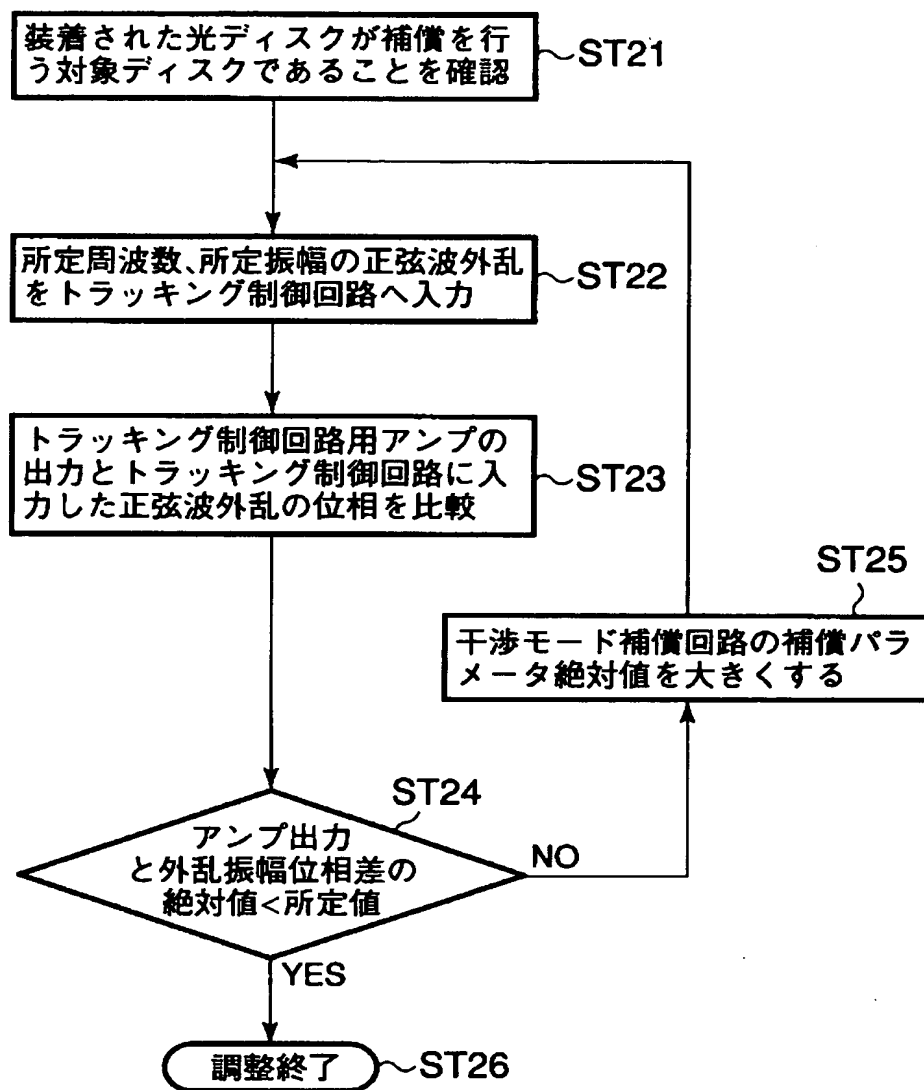 装着された光ディスクが補償を行
う対象ディスクであることを確認
ST21
所定周波数、所定振幅の正弦波外乱
をトラッキング制御回路へ入力
ST22
トラッキング制御回路用アンプの
出力とトラッキング制御回路に入
力した正弦波外乱の位相を比較
ST23
ST25
干渉モード補償回路の補償パラ
メータ絶対値を大きくする
ST24
アンプ出力
と外乱振幅位相差の
絶対値<所定値
NO
YES
調整終了
ST26